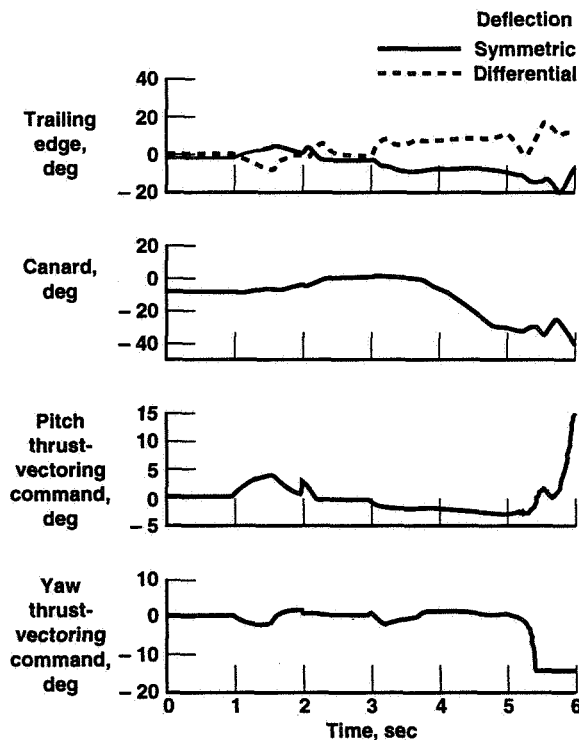 Deflection
Symmetric
Differential
40
20
0
– 20
Trailing
edge,
deg
20
0
– 20
– 40
Canard,
deg
15
10
5
0
– 5
Pitch
thrust-
vectoring
command,
deg
10
0
– 10
– 20
Yaw
thrust-
vectoring
command,
deg
0 1 2 3 4 5 6
Time, sec